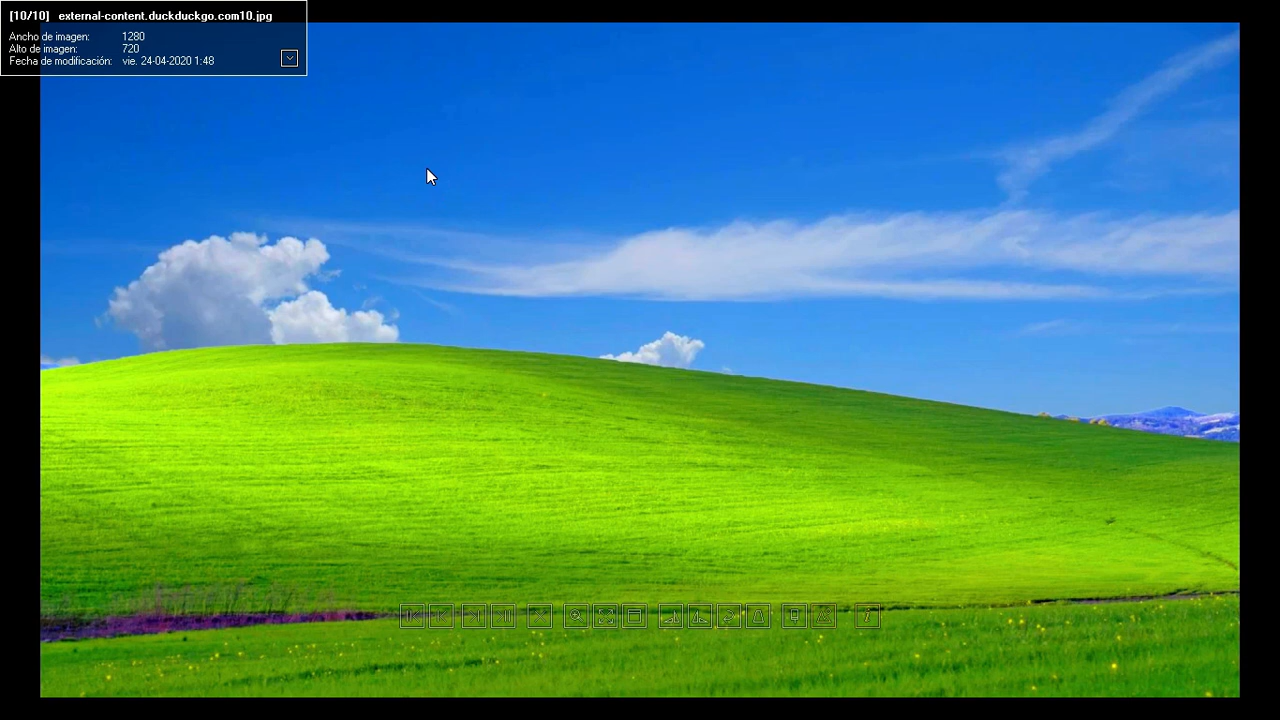 [10/10] external-content.duckduckgo.com10.jpg
Ancho de imagen: 1280
Alto de imagen: 720
Fecha de modificación: vie. 24-04-2020 1:48
?